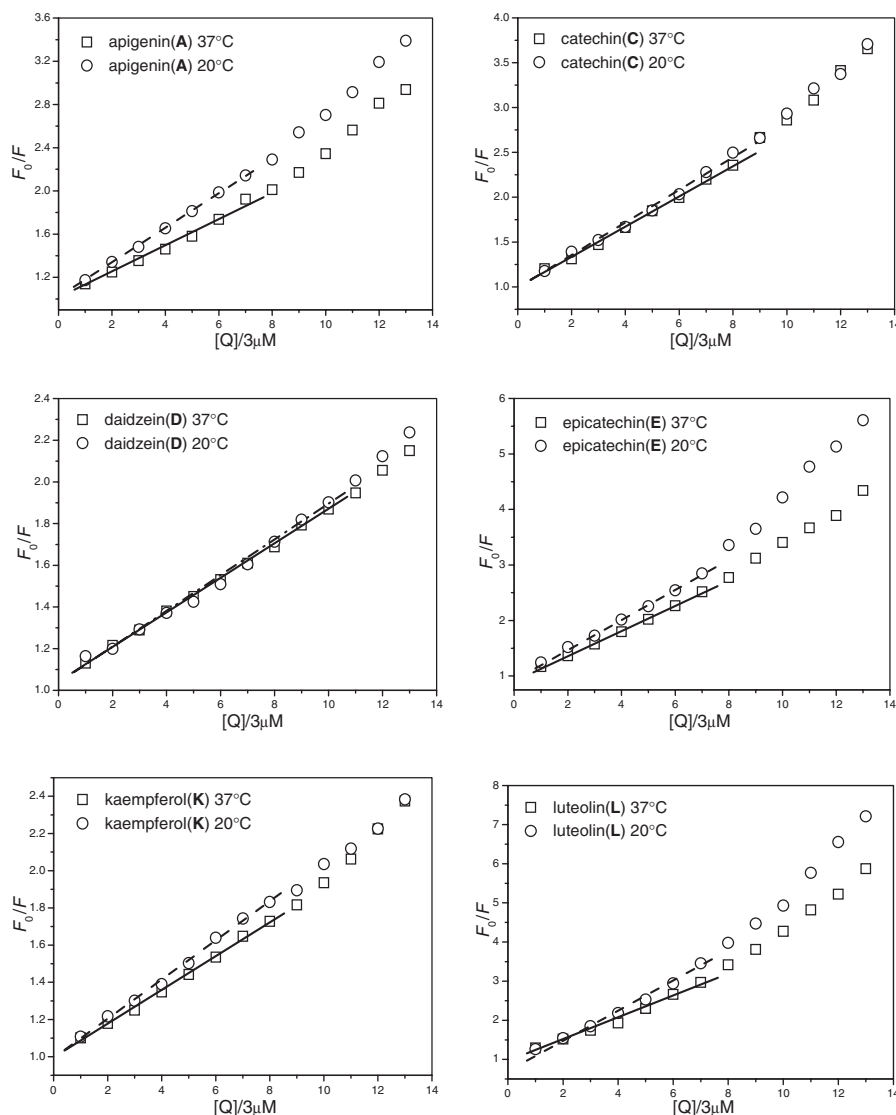 3.6
3.2
2.8
2.4
2.0
1.6
1.2
F0/F
apigenin(A) 37°C
apigenin(A) 20°C
0 2 4 6 8 10 12 14
[Q]/3μM
4.0
3.5
3.0
2.5
2.0
1.5
1.0
F0/F
catechin(C) 37°C
catechin(C) 20°C
0 2 4 6 8 10 12 14
[Q]/3μM
2.4
2.2
2.0
1.8
1.6
1.4
1.2
1.0
F0/F
daidzein(D) 37°C
daidzein(D) 20°C
0 2 4 6 8 10 12 14
[Q]/3μM
6
5
4
3
2
1
F0/F
epicatechin(E) 37°C
epicatechin(E) 20°C
0 2 4 6 8 10 12 14
[Q]/3μM
2.4
2.2
2.0
1.8
1.6
1.4
1.2
1.0
F0/F
kaempferol(K) 37°C
kaempferol(K) 20°C
0 2 4 6 8 10 12 14
[Q]/3μM
8
7
6
5
4
3
2
1
F0/F
luteolin(L) 37°C
luteolin(L) 20°C
0 1 2 3 4 5 6 7 8 9 10 11 12 13 14
[Q]/3μM